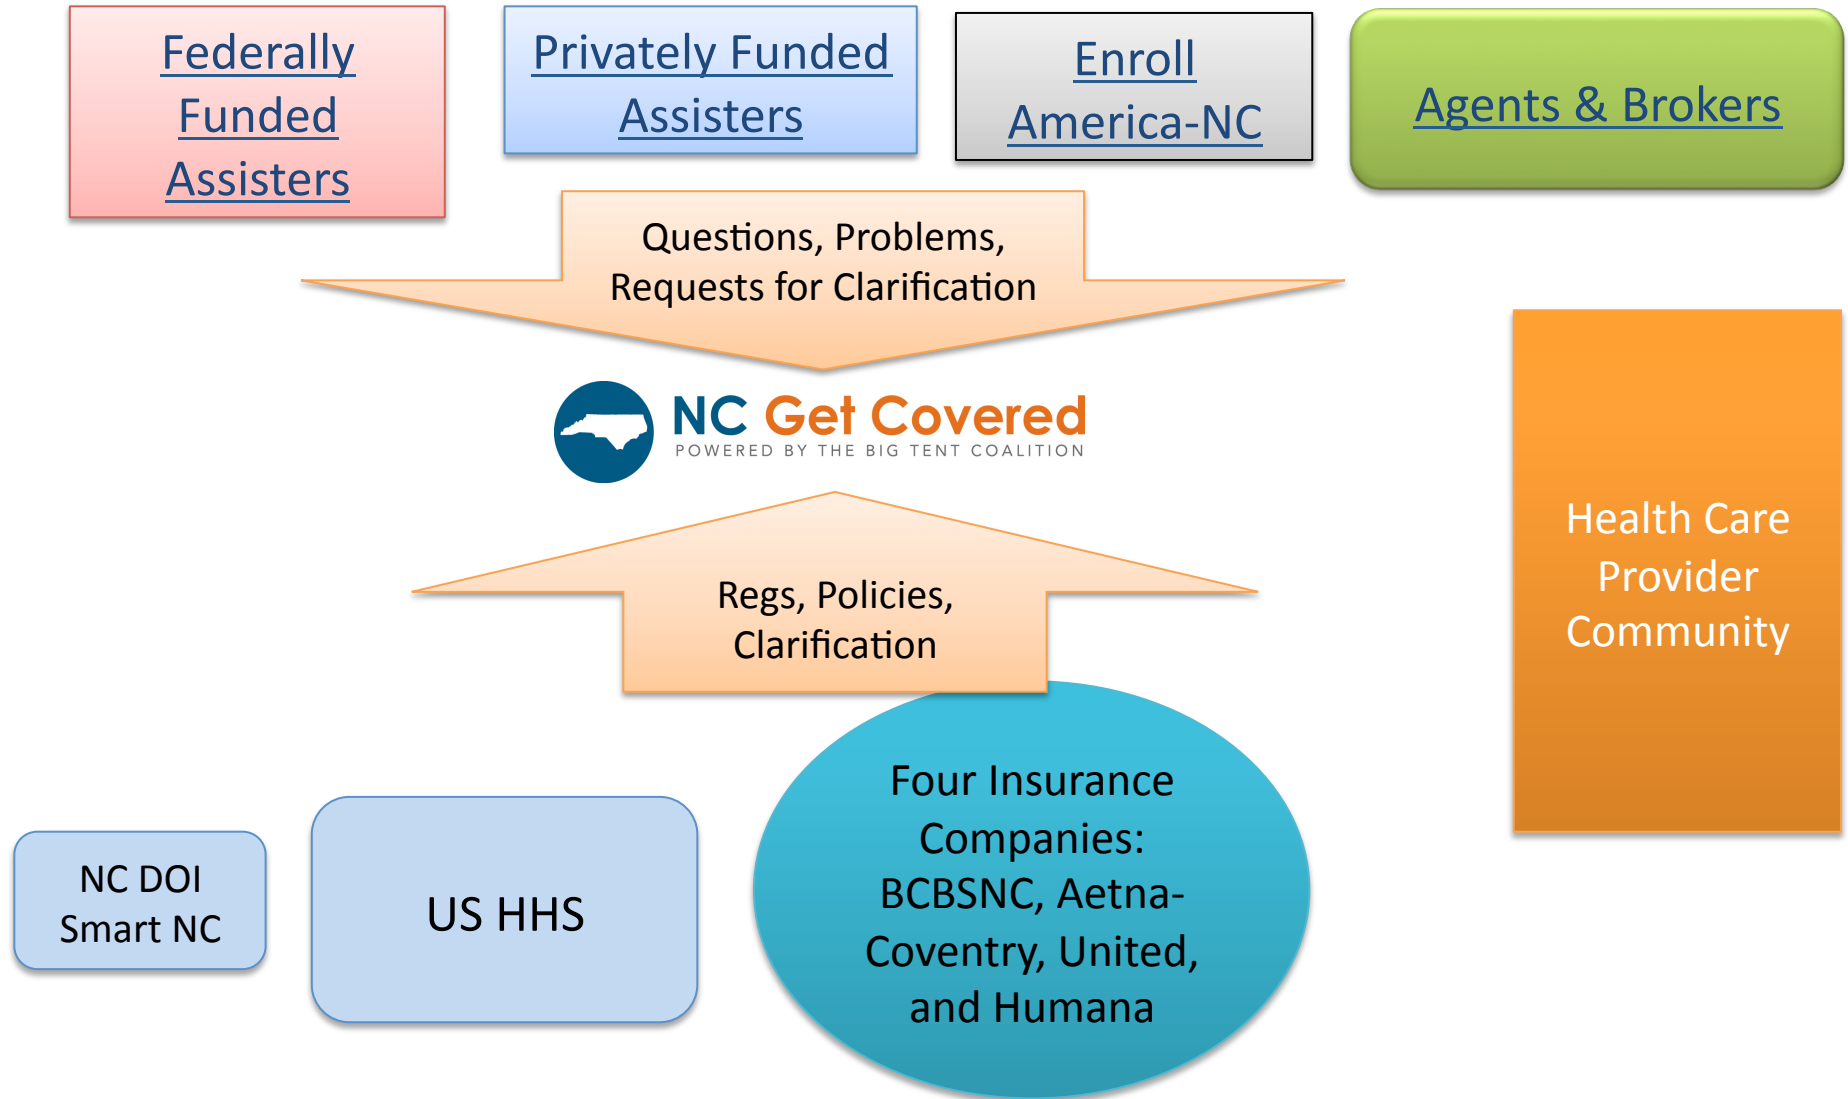 Federally
Funded
Assisters
Privately Funded
Assisters
Enroll
America-NC
Agents & Brokers
Questions, Problems,
Requests for Clarification
NC Get Covered
POWERED BY THE BIG TENT COALITION
Health Care
Provider
Community
Regs, Policies,
Clarification
Four Insurance
Companies:
BCBSNC, Aetna-
Coventry, United,
and Humana
NC DOI
Smart NC
US HHS